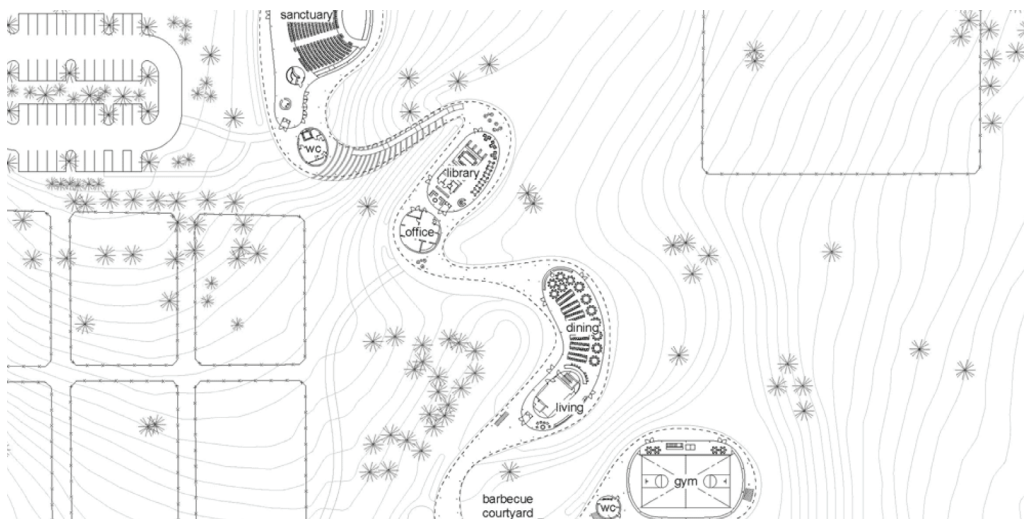 sanctuary
wc
library
office
dining
living
gym
barbecue
courtyard
wc